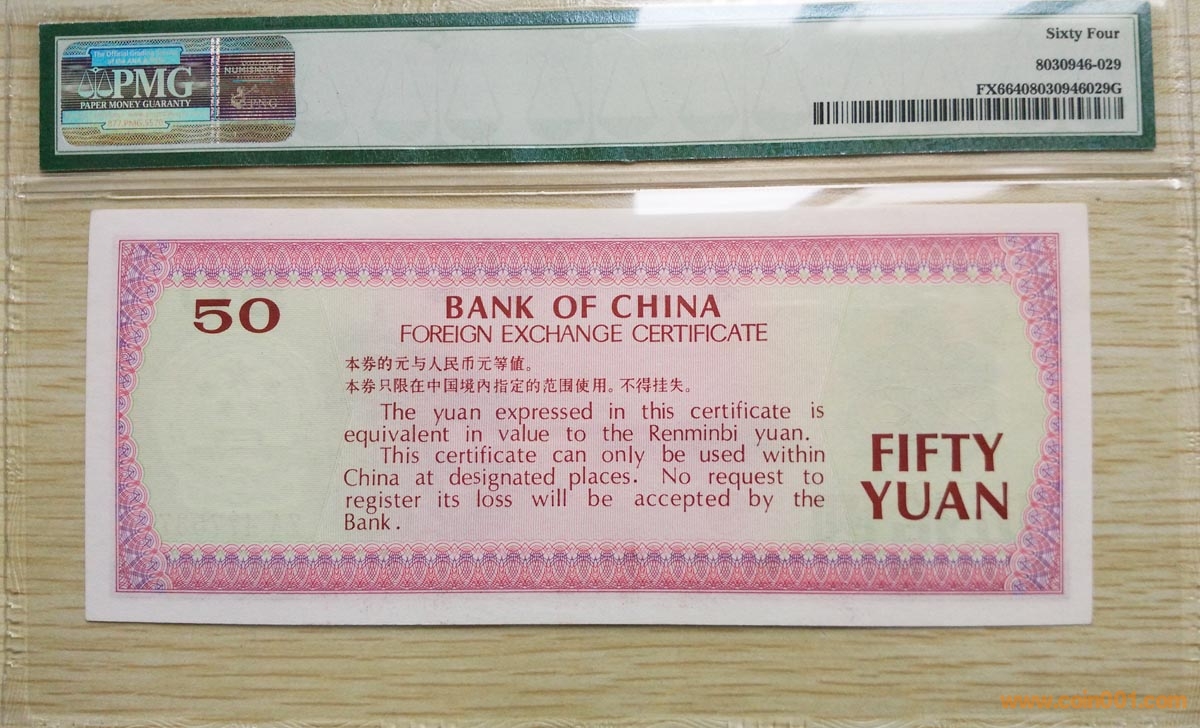 Sixty Four
8030946-029
FX66408030946029G
PMG
PAPER MONEY GUARANTY
NUMISMATIC
PNG
50
BANK OF CHINA
FOREIGN EXCHANGE CERTIFICATE
本券的元与人民币元等值。
本券只限在中国境内指定的范围使用。不得挂失。
The yuan expressed in this certificate is
equivalent in value to the Renminbi yuan.
This certificate can only be used within
China at designated places. No request to
register its loss will be accepted by the
Bank.
FIFTY
YUAN
www.coin001.com